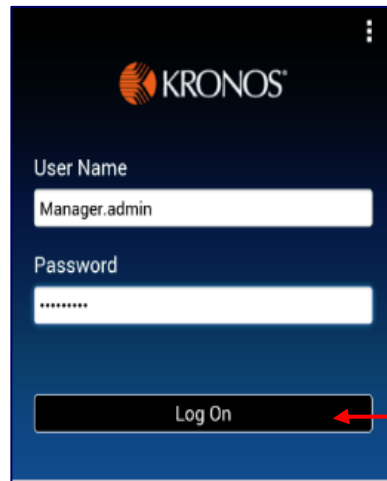 KRONOS
User Name
Manager.admin
Password
•••••••••
Log On